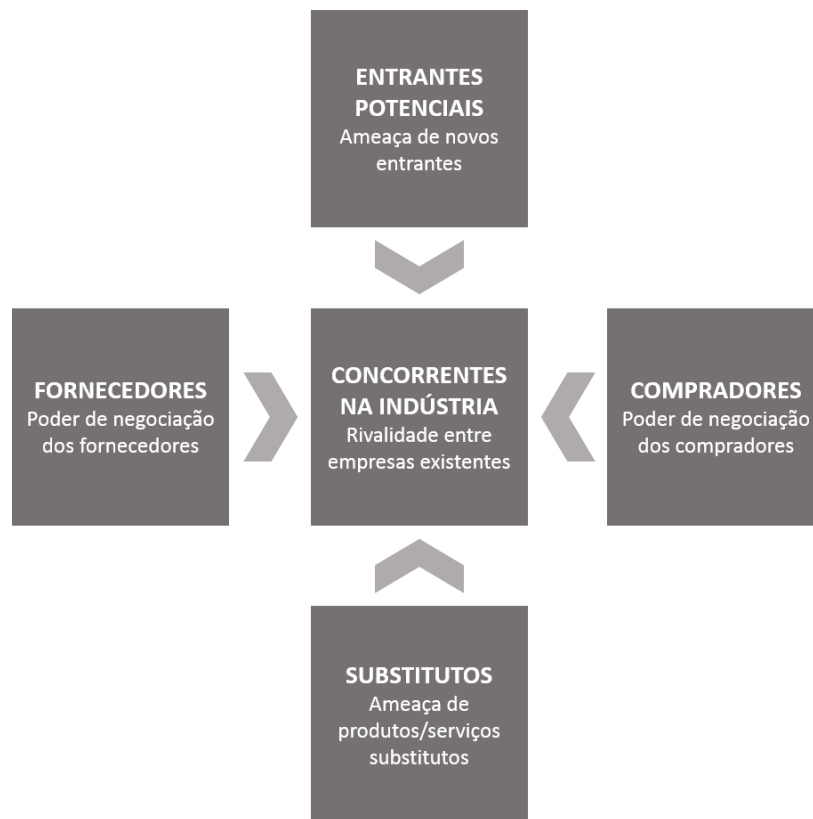 ENTRANTES
POTENCIAIS
Ameaça de novos
entrantes
FORNECEDORES
Poder de negociação
dos fornecedores
CONCORRENTES
NA INDÚSTRIA
Rivalidade entre
empresas existentes
COMPRADORES
Poder de negociação
dos compradores
SUBSTITUTOS
Ameaça de
produtos/serviços
substitutos